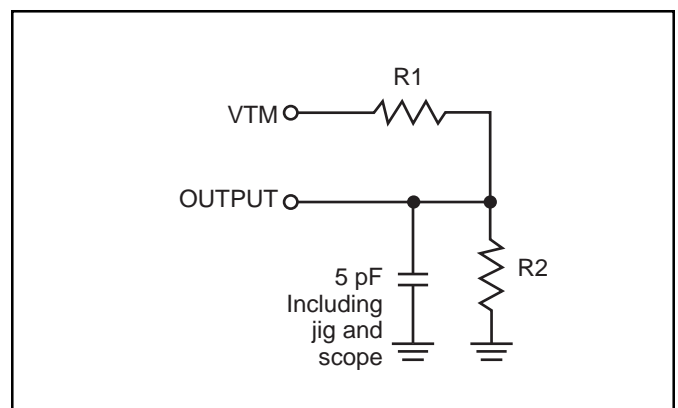 R1
VTM
OUTPUT
R2
5 pF
Including
jig and
scope